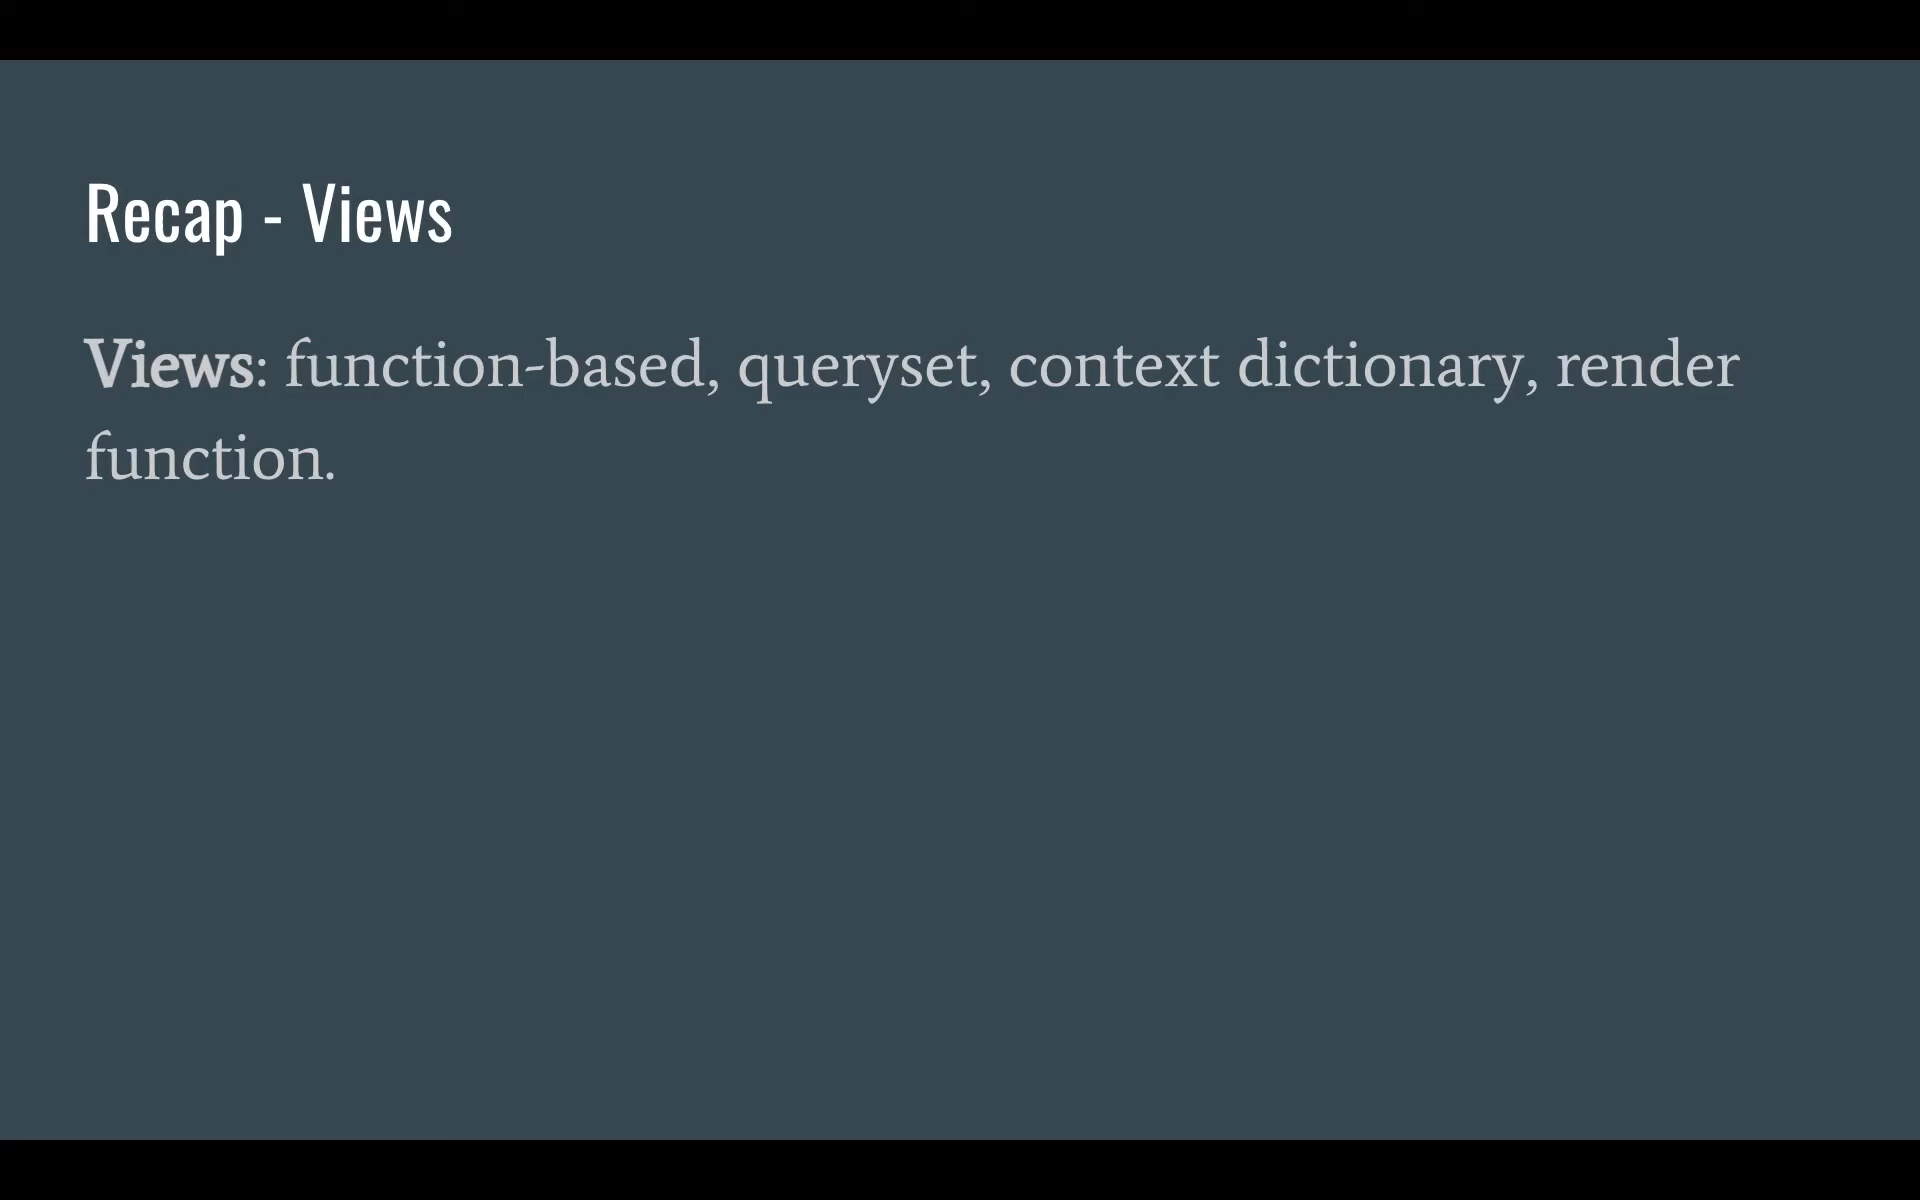 Recap - Views
Views: function-based, queryset, context dictionary, render
function.